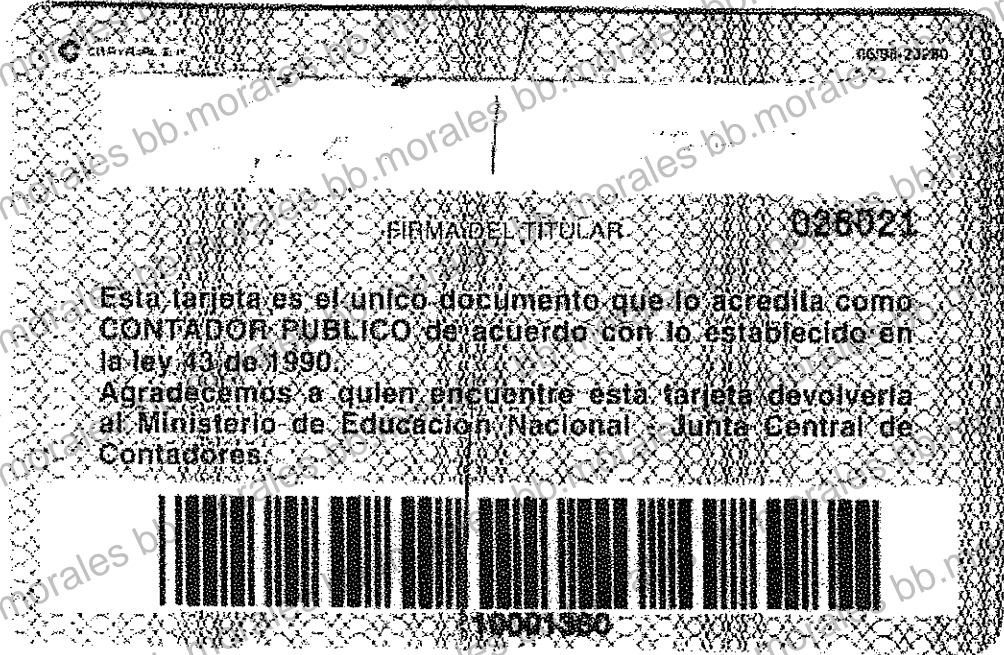 FIRMA DEL TITULAR
026021
Esta tarjeta es el unico documento que lo acredita como
CONTADOR PUBLICO de acuerdo con lo establecido en
la ley 43 de 1990.
Agradecemos a quien encuentre esta tarjeta devolverla
al Ministerio de Educacion Nacional - Junta Central de
Contadores.
10001360
bb.morales